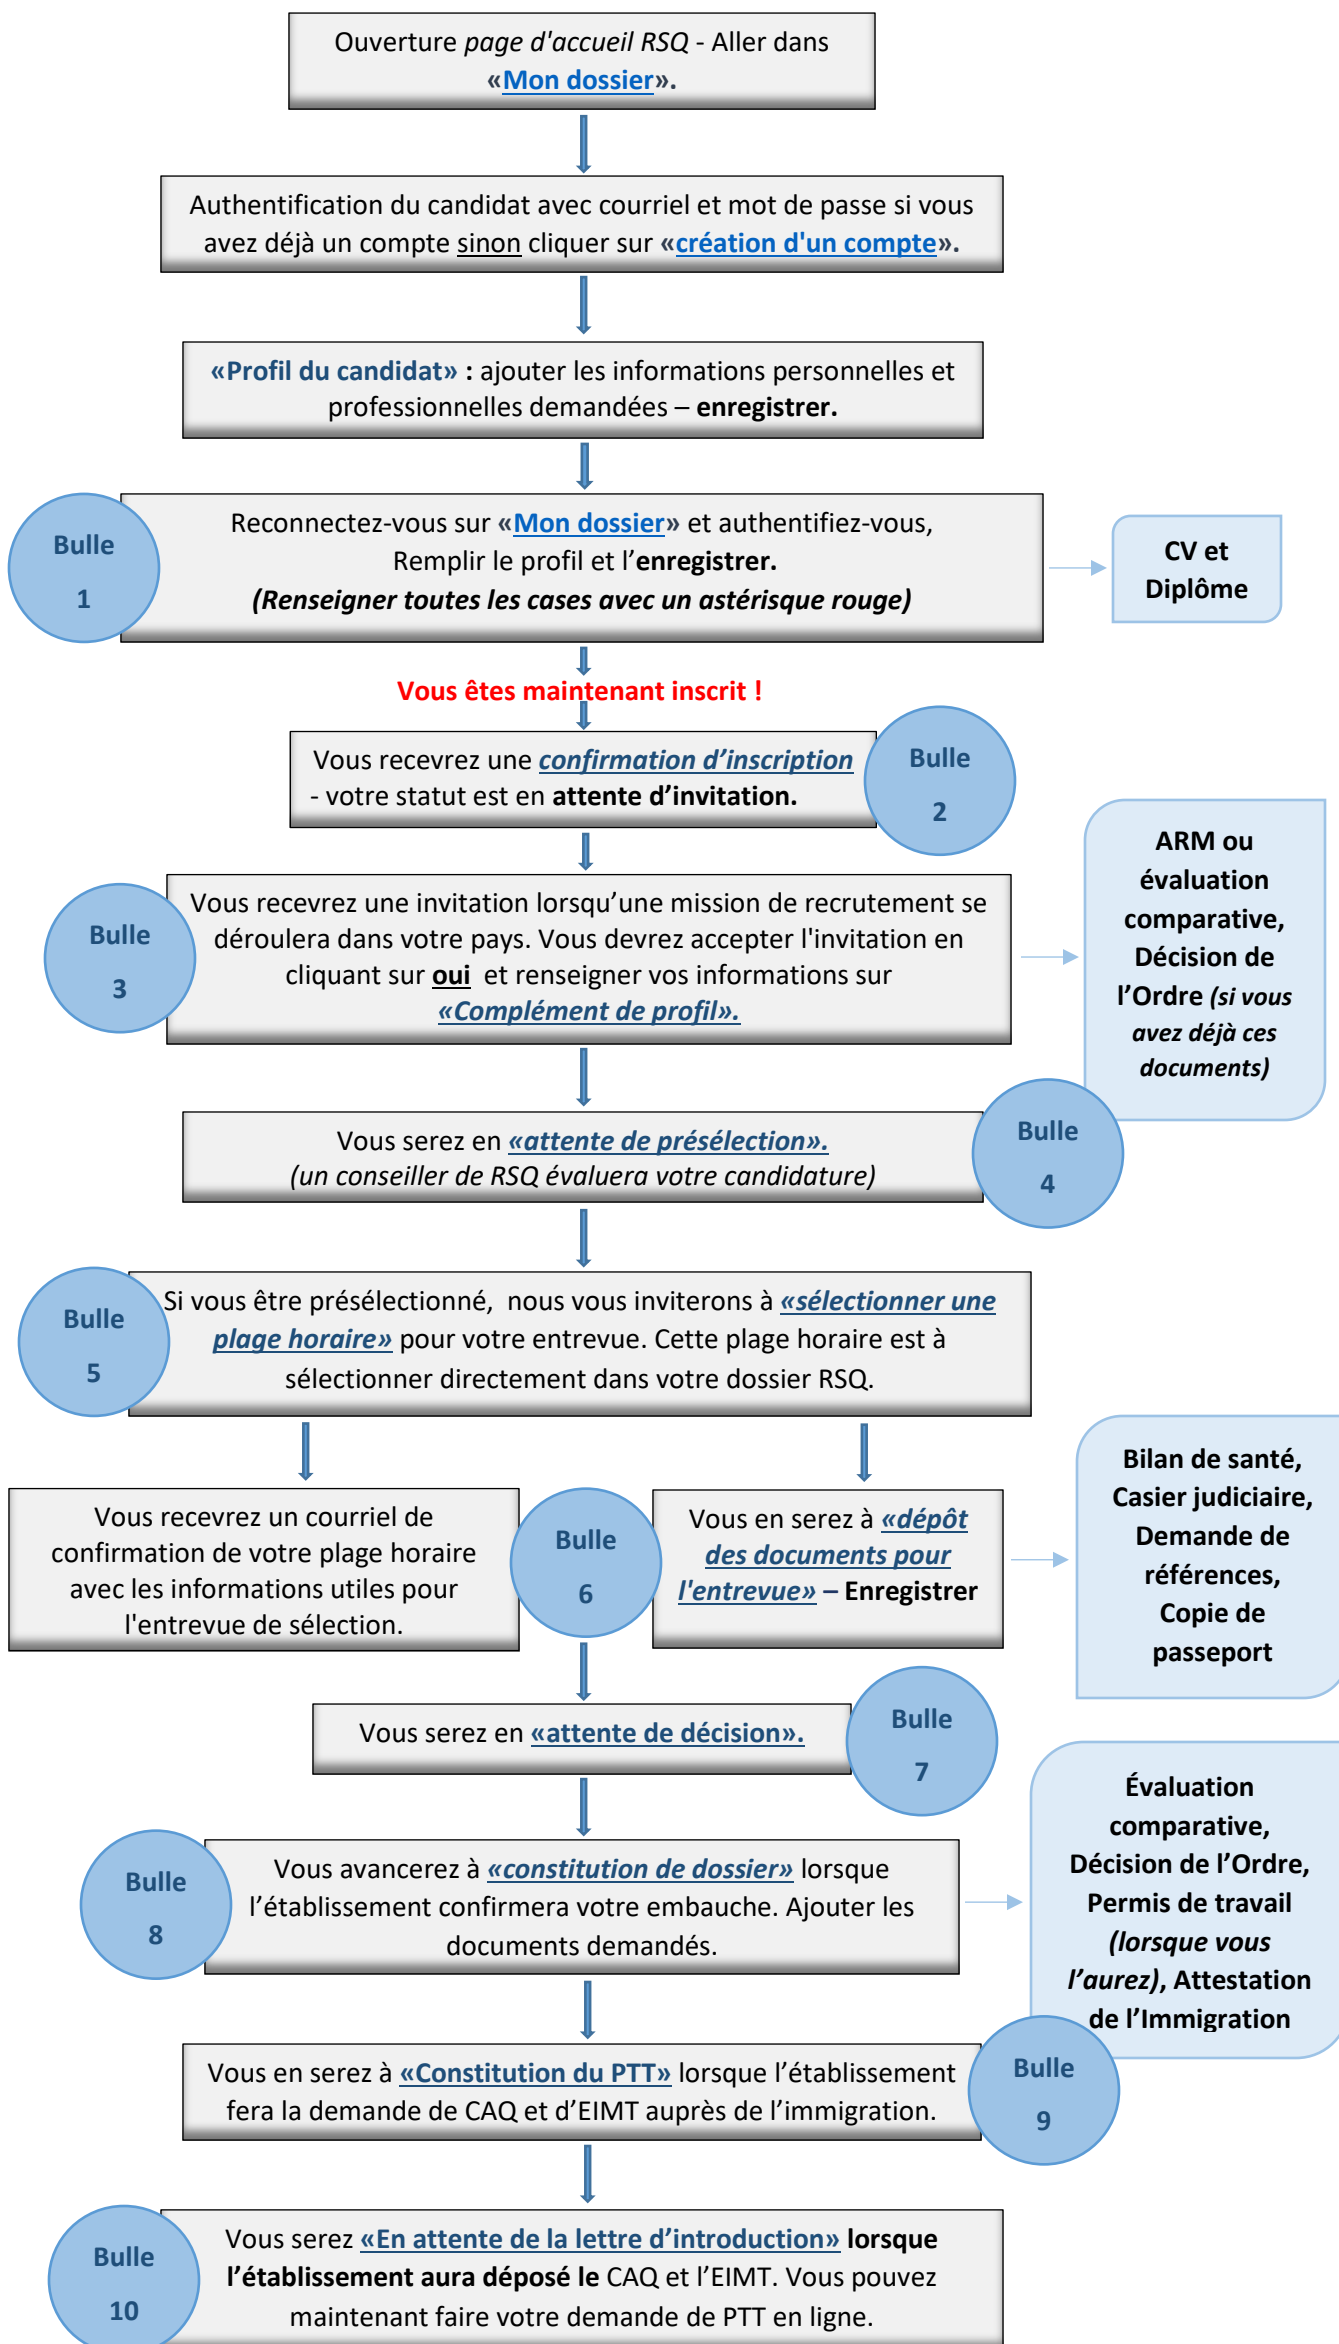 Ouverture page d'accueil RSQ - Aller dans
«Mon dossier».
Authentification du candidat avec courriel et mot de passe si vous
avez déjà un compte sinon cliquer sur «création d'un compte».
«Profil du candidat» : ajouter les informations personnelles et
professionnelles demandées – enregistrer.
Bulle
1
Reconnectez-vous sur «Mon dossier» et authentifiez-vous,
Remplir le profil et l’enregistrer.
(Renseigner toutes les cases avec un astérisque rouge)
CV et
Diplôme
Vous êtes maintenant inscrit !
Vous recevrez une confirmation d’inscription
- votre statut est en attente d’invitation.
Bulle
2
Bulle
3
Vous recevrez une invitation lorsqu’une mission de recrutement se
déroulera dans votre pays. Vous devrez accepter l'invitation en
cliquant sur oui et renseigner vos informations sur
«Complément de profil».
ARM ou
évaluation
comparative,
Décision de
l’Ordre (si vous
avez déjà ces
documents)
Vous serez en «attente de présélection».
(un conseiller de RSQ évaluera votre candidature)
Bulle
4
Bulle
5
Si vous être présélectionné, nous vous inviterons à «sélectionner une
plage horaire» pour votre entrevue. Cette plage horaire est à
sélectionner directement dans votre dossier RSQ.
Vous recevrez un courriel de
confirmation de votre plage horaire
avec les informations utiles pour
l'entrevue de sélection.
Bulle
6
Vous en serez à «dépôt
des documents pour
l'entrevue» – Enregistrer
Bilan de santé,
Casier judiciaire,
Demande de
références,
Copie de
passeport
Vous serez en «attente de décision».
Bulle
7
Bulle
8
Vous avancerez à «constitution de dossier» lorsque
l’établissement confirmera votre embauche. Ajouter les
documents demandés.
Évaluation
comparative,
Décision de l’Ordre,
Permis de travail
(lorsque vous
l’aurez), Attestation
de l’Immigration
Vous en serez à «Constitution du PTT» lorsque l’établissement
fera la demande de CAQ et d’EIMT auprès de l’immigration.
Bulle
9
Bulle
10
Vous serez «En attente de la lettre d’introduction» lorsque
l’établissement aura déposé le CAQ et l’EIMT. Vous pouvez
maintenant faire votre demande de PTT en ligne.